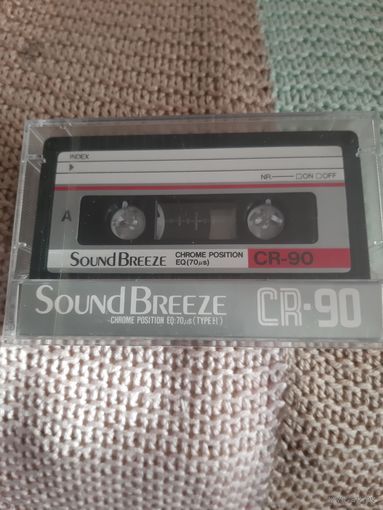 INDEX
NR ☐ON ☐OFF
A
SOUND BREEZE CHROME POSITION EQ(70μs) CR-90
SOUND BREEZE CR·90
CHROME POSITION EQ:70μs (TYPE II)